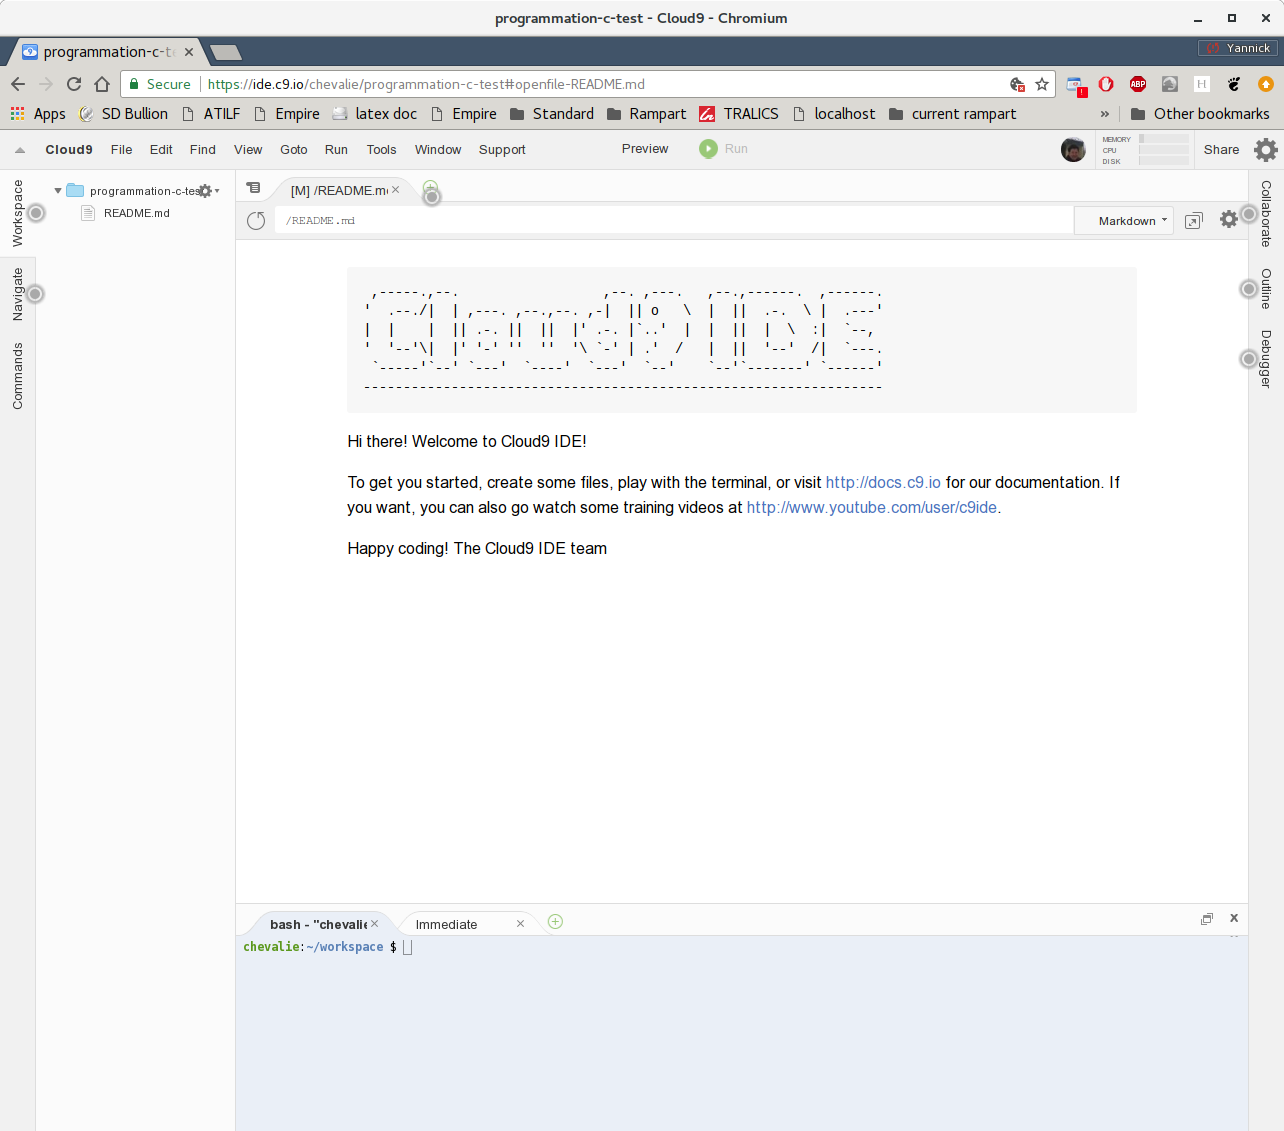 programmation-c-test - Cloud9 - Chromium
programmation-c-te
Yannick
Secure
https://ide.c9.io/chevalie/programmation-c-test#openfile-README.md
ABP
H
Apps SD Bullion ATILF Empire latex doc Empire Standard Rampart TRALICS localhost current rampart » Other bookmarks
Cloud9 File Edit Find View Goto Run Tools Window Support Preview Run
MEMORY
CPU
DISK
Share
Workspace
Navigate
Commands
programmation-c-tes
README.md
[M] /README.m
/README.md
Markdown
Collaborate
Outline
Debugger
 ,-----.,--.                  ,--. ,---.   ,--.,------.  ,------.
'  .--./|  | ,---. ,--.,--. ,-|  || o   \  |  ||  .-.  \ |  .---'
|  |    |  || .-. ||  ||  |' .-. |`..'  |  |  ||  |  \  :|  `--, 
'  '--'\|  |' '-' ''  ''  '\ `-' | .'  /   |  ||  '--'  /|  `---.
 `-----'`--' `---'  `----'  `---'  `--'    `--'`-------' `------'
-----------------------------------------------------------------
Hi there! Welcome to Cloud9 IDE!
To get you started, create some files, play with the terminal, or visit http://docs.c9.io for our documentation. If
you want, you can also go watch some training videos at http://www.youtube.com/user/c9ide.
Happy coding! The Cloud9 IDE team
bash - "chevalie
Immediate
chevalie:~/workspace $